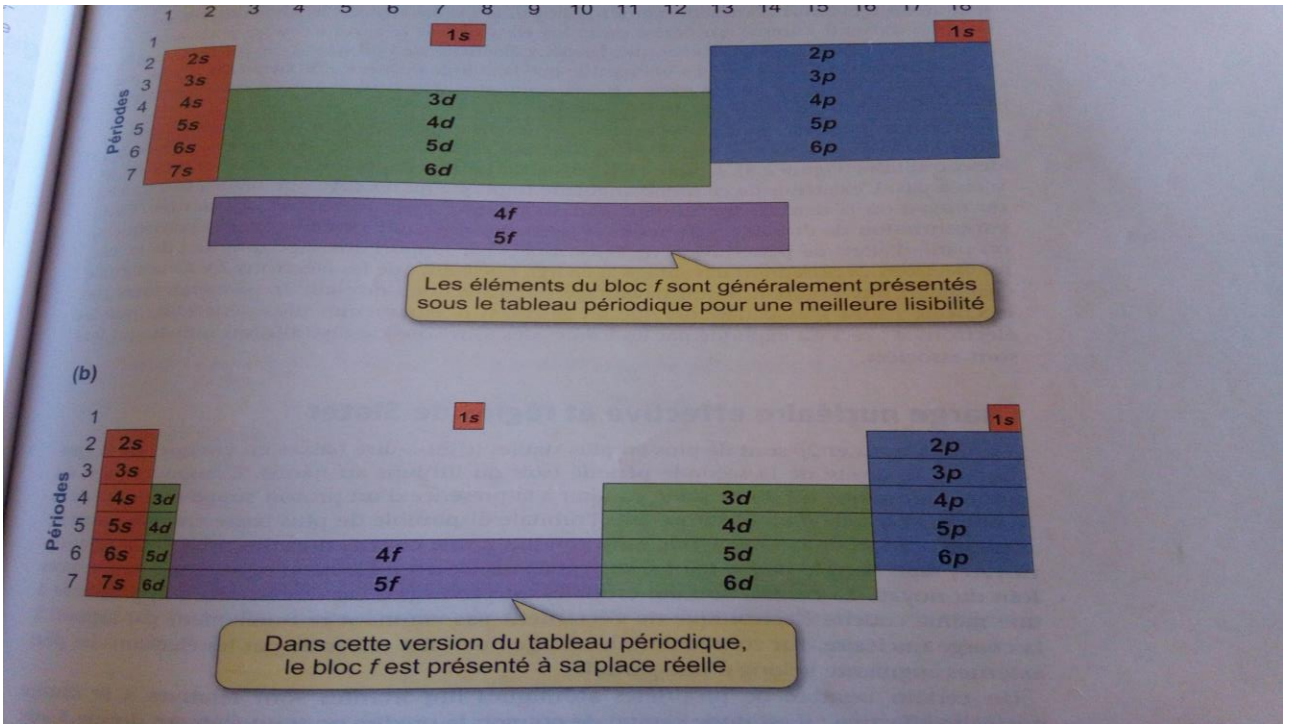 1 2 3 4 5 6 7 8 9 10 11 12 13 14 15 16 17 18
1 1s 1s
2 2s 2p
3 3s 3p
4 4s 3d 4p
5 5s 4d 5p
6 6s 5d 6p
7 7s 6d
Périodes
4f
5f
Les éléments du bloc f sont généralement présentés
sous le tableau périodique pour une meilleure lisibilité
(b)
1 1s 1s
2 2s 2p
3 3s 3p
4 4s 3d 3d 4p
5 5s 4d 4d 5p
6 6s 5d 4f 5d 6p
7 7s 6d 5f 6d
Périodes
Dans cette version du tableau périodique,
le bloc f est présenté à sa place réelle